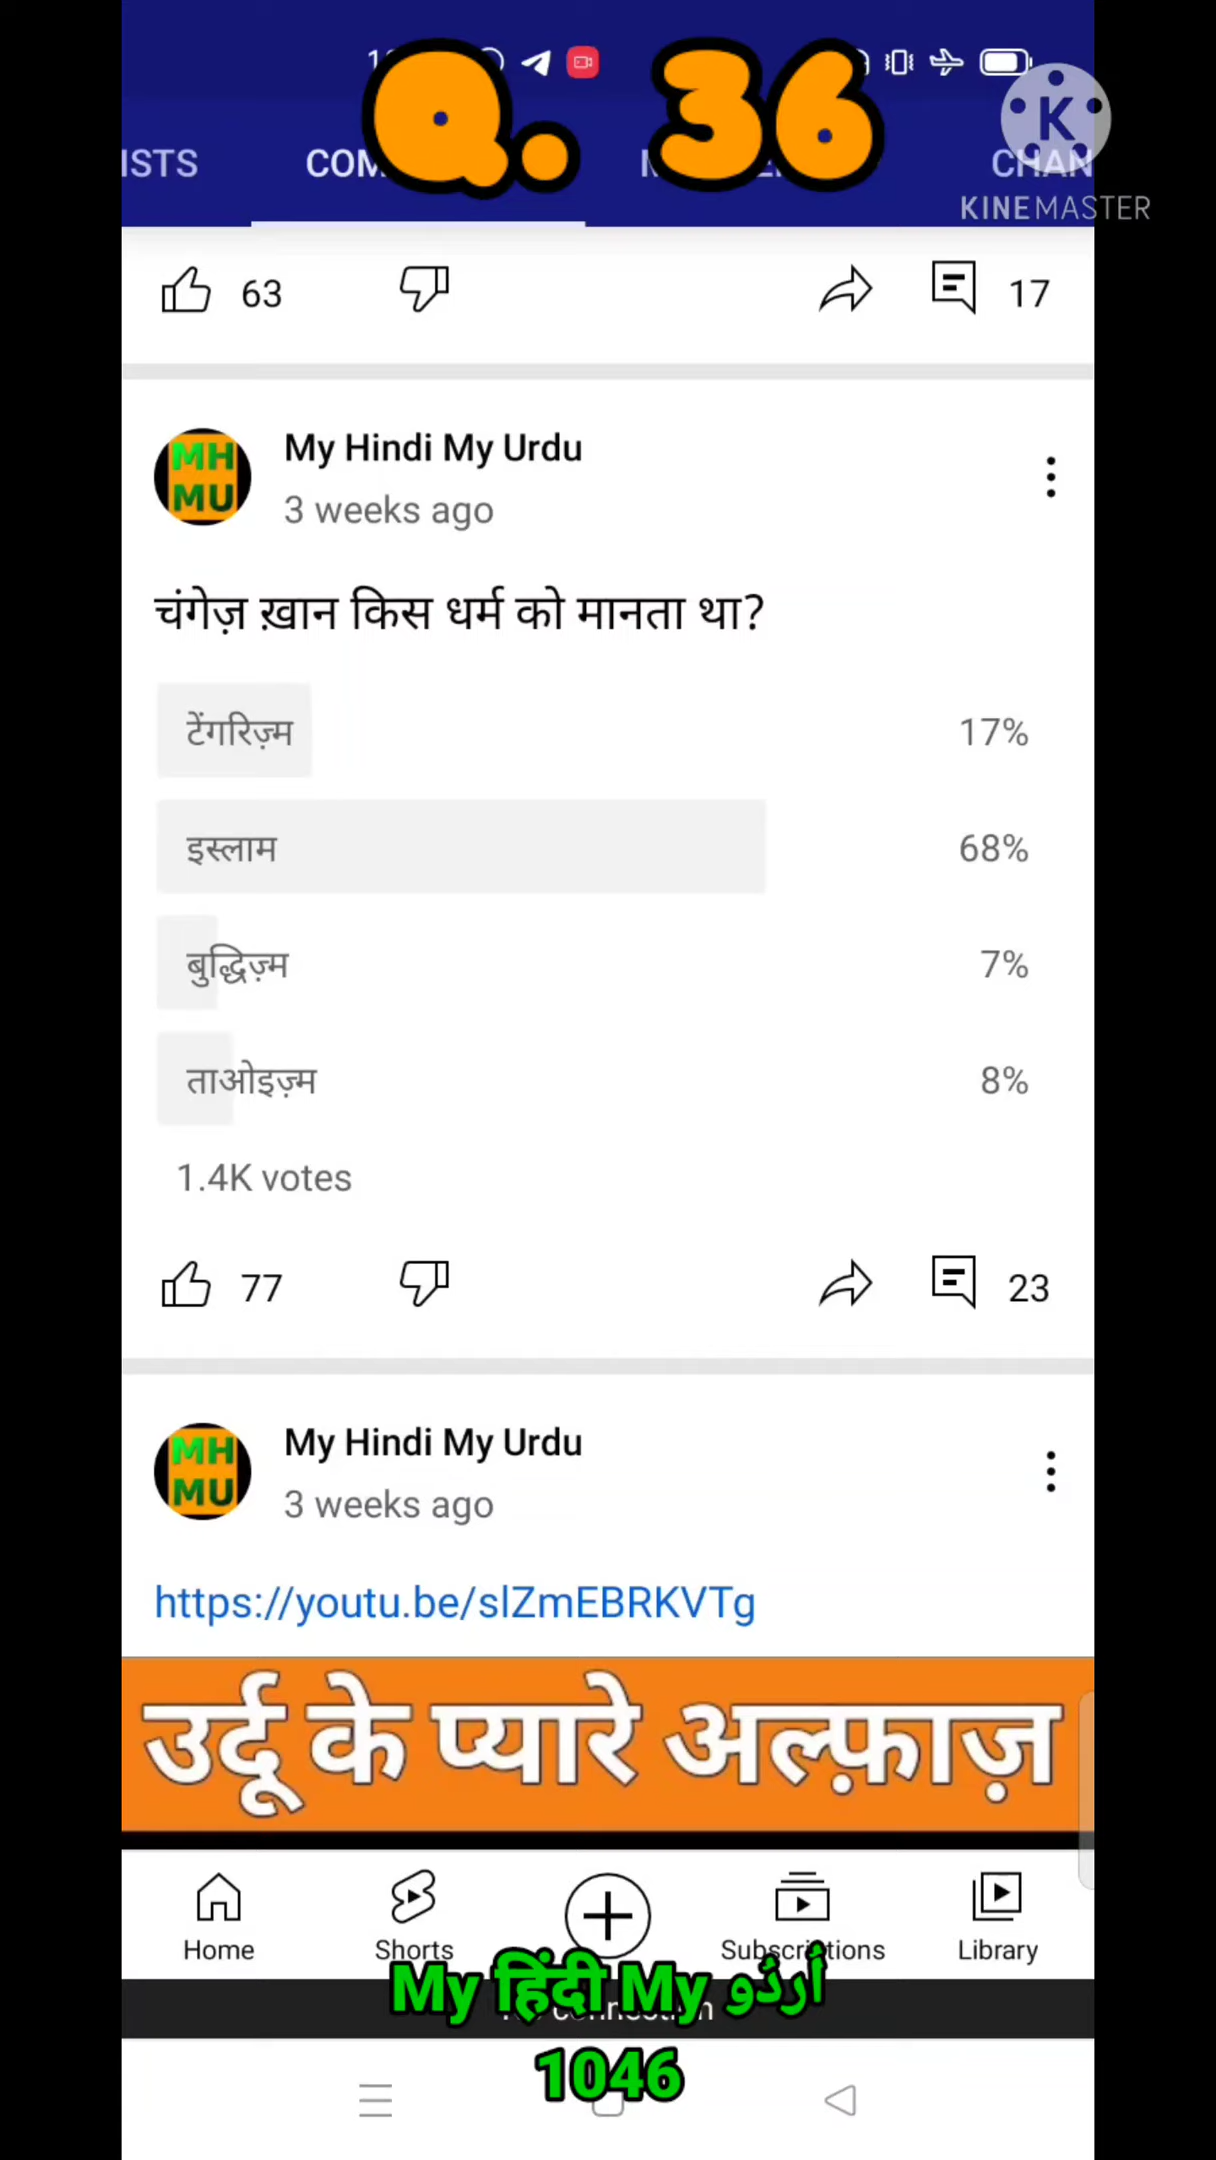 Q. 36
ISTS
CHAN
KINEMASTER
63
17
My Hindi My Urdu
3 weeks ago
चंगेज़ ख़ान किस धर्म को मानता था?
टेंगरिज़्म 17%
इस्लाम 68%
बुद्धिज़्म 7%
ताओइज़्म 8%
1.4K votes
77
23
My Hindi My Urdu
3 weeks ago
https://youtu.be/slZmEBRKVTg
उर्दू के प्यारे अल्फ़ाज़
Home Shorts Subscriptions Library
My हिंदी My اُردُو
1046